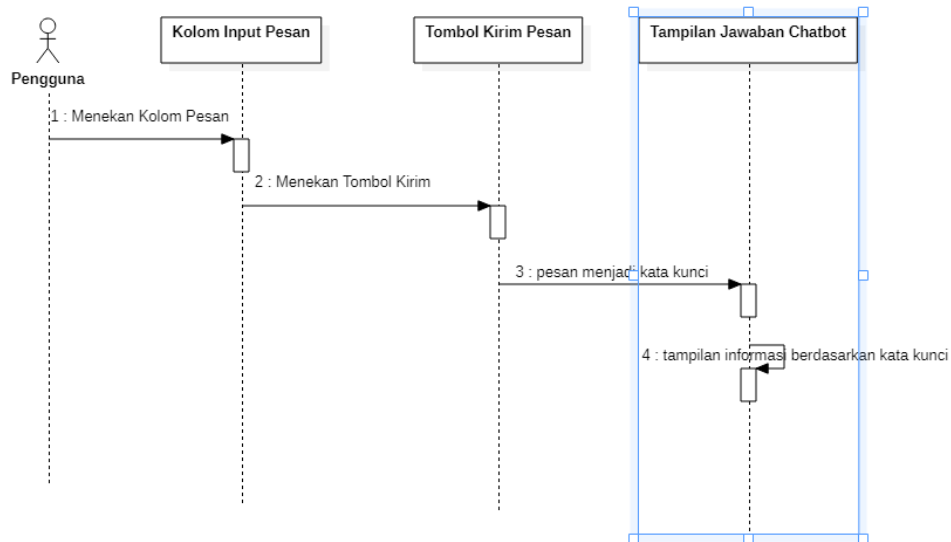 Kolom Input Pesan
Tombol Kirim Pesan
Tampilan Jawaban Chatbot
Pengguna
1 : Menekan Kolom Pesan
2 : Menekan Tombol Kirim
3 : pesan menjadi kata kunci
4 : tampilan informasi berdasarkan kata kunci